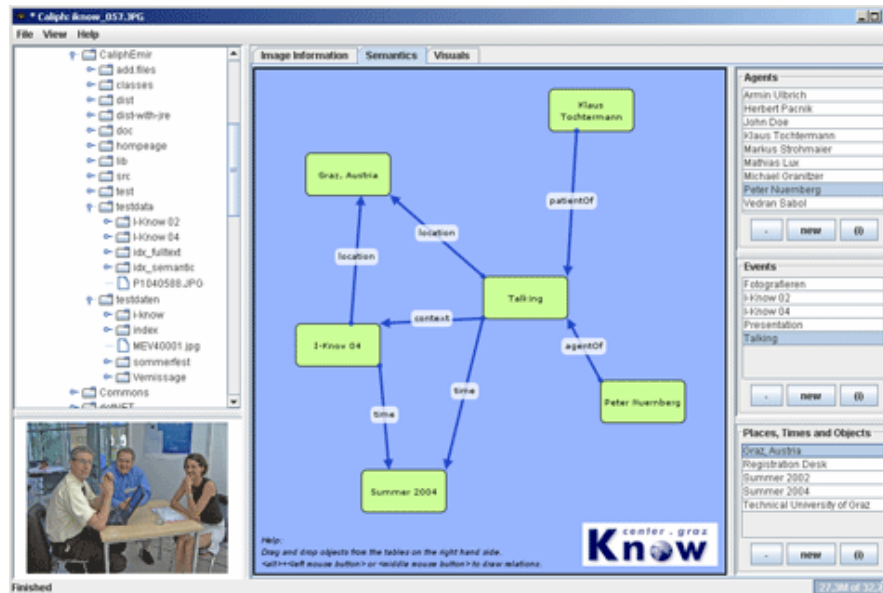 * Caliph: iknow_057.JPG
File View Help
CaliphEmir
add.files
classes
dist
dist-with-jre
doc
hompeage
lib
src
test
testdata
I-Know 02
I-Know 04
idx_fulltext
idx_semantic
P1040588.JPG
testdaten
i-know
index
MEV40001.jpg
sommerfest
Vernissage
Commons
dotNET
Image Information Semantics Visuals
Klaus
Tochtermann
Graz, Austria
patientOf
location
location
Talking
context
I-Know 04
agentOf
time
time
Peter Nuernberg
Summer 2004
Help:
Drag and drop objects from the tables on the right hand side.
<alt>+<left mouse button> or <middle mouse button> to draw relations.
center.graz
Know
Agents
Armin Ulbrich
Herbert Pacnik
John Doe
Klaus Tochtermann
Markus Strohmaier
Mathias Lux
Michael Granitzer
Peter Nuernberg
Vedran Sabol
- new (i)
Events
Fotografieren
I-Know 02
I-Know 04
Presentation
Talking
- new (i)
Places, Times and Objects
Graz, Austria
Registration Desk
Summer 2002
Summer 2004
Technical University of Graz
- new (i)
Finished